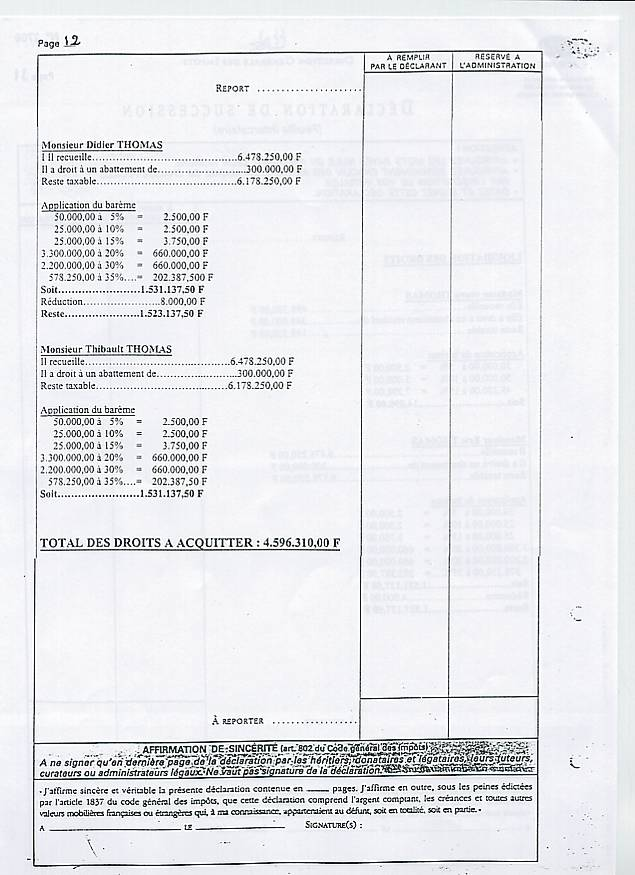 Page 12
À REMPLIR PAR LE DÉCLARANT
RÉSERVÉ À L'ADMINISTRATION
REPORT ....................
Monsieur Didier THOMAS
I Il recueille..........................................6.478.250,00 F
Il a droit à un abattement de.........................300.000,00 F
Reste taxable..........................................6.178.250,00 F
Application du barème
50.000,00 à 5% = 2.500,00 F
25.000,00 à 10% = 2.500,00 F
25.000,00 à 15% = 3.750,00 F
3.300.000,00 à 20% = 660.000,00 F
2.200.000,00 à 30% = 660.000,00 F
578.250,00 à 35%....= 202.387,500 F
Soit.......................1.531.137,50 F
Réduction.......................8.000,00 F
Reste.......................1.523.137,50 F
Monsieur Thibault THOMAS
Il recueille..........................................6.478.250,00 F
Il a droit à un abattement de.........................300.000,00 F
Reste taxable..........................................6.178.250,00 F
Application du barème
50.000,00 à 5% = 2.500,00 F
25.000,00 à 10% = 2.500,00 F
25.000,00 à 15% = 3.750,00 F
3.300.000,00 à 20% = 660.000,00 F
2.200.000,00 à 30% = 660.000,00 F
578.250,00 à 35%....= 202.387,50 F
Soit.......................1.531.137,50 F
TOTAL DES DROITS A ACQUITTER : 4.596.310,00 F
À REPORTER .................
AFFIRMATION DE SINCÉRITÉ (art. 802 du Code général des impôts)
A ne signer qu'en dernière page de la déclaration par les héritiers, donataires et légataires, leurs tuteurs,
curateurs ou administrateurs légaux. Ne vaut pas signature de la déclaration.
- J'affirme sincère et véritable la présente déclaration contenue en ____ pages. J'affirme en outre, sous les peines édictées
par l'article 1837 du code général des impôts, que cette déclaration comprend l'argent comptant, les créances et toutes autres
valeurs mobilières françaises ou étrangères qui, à ma connaissance, appartenaient au défunt, soit en totalité, soit en partie. -
A ____________ LE ____________ SIGNATURE(S) :